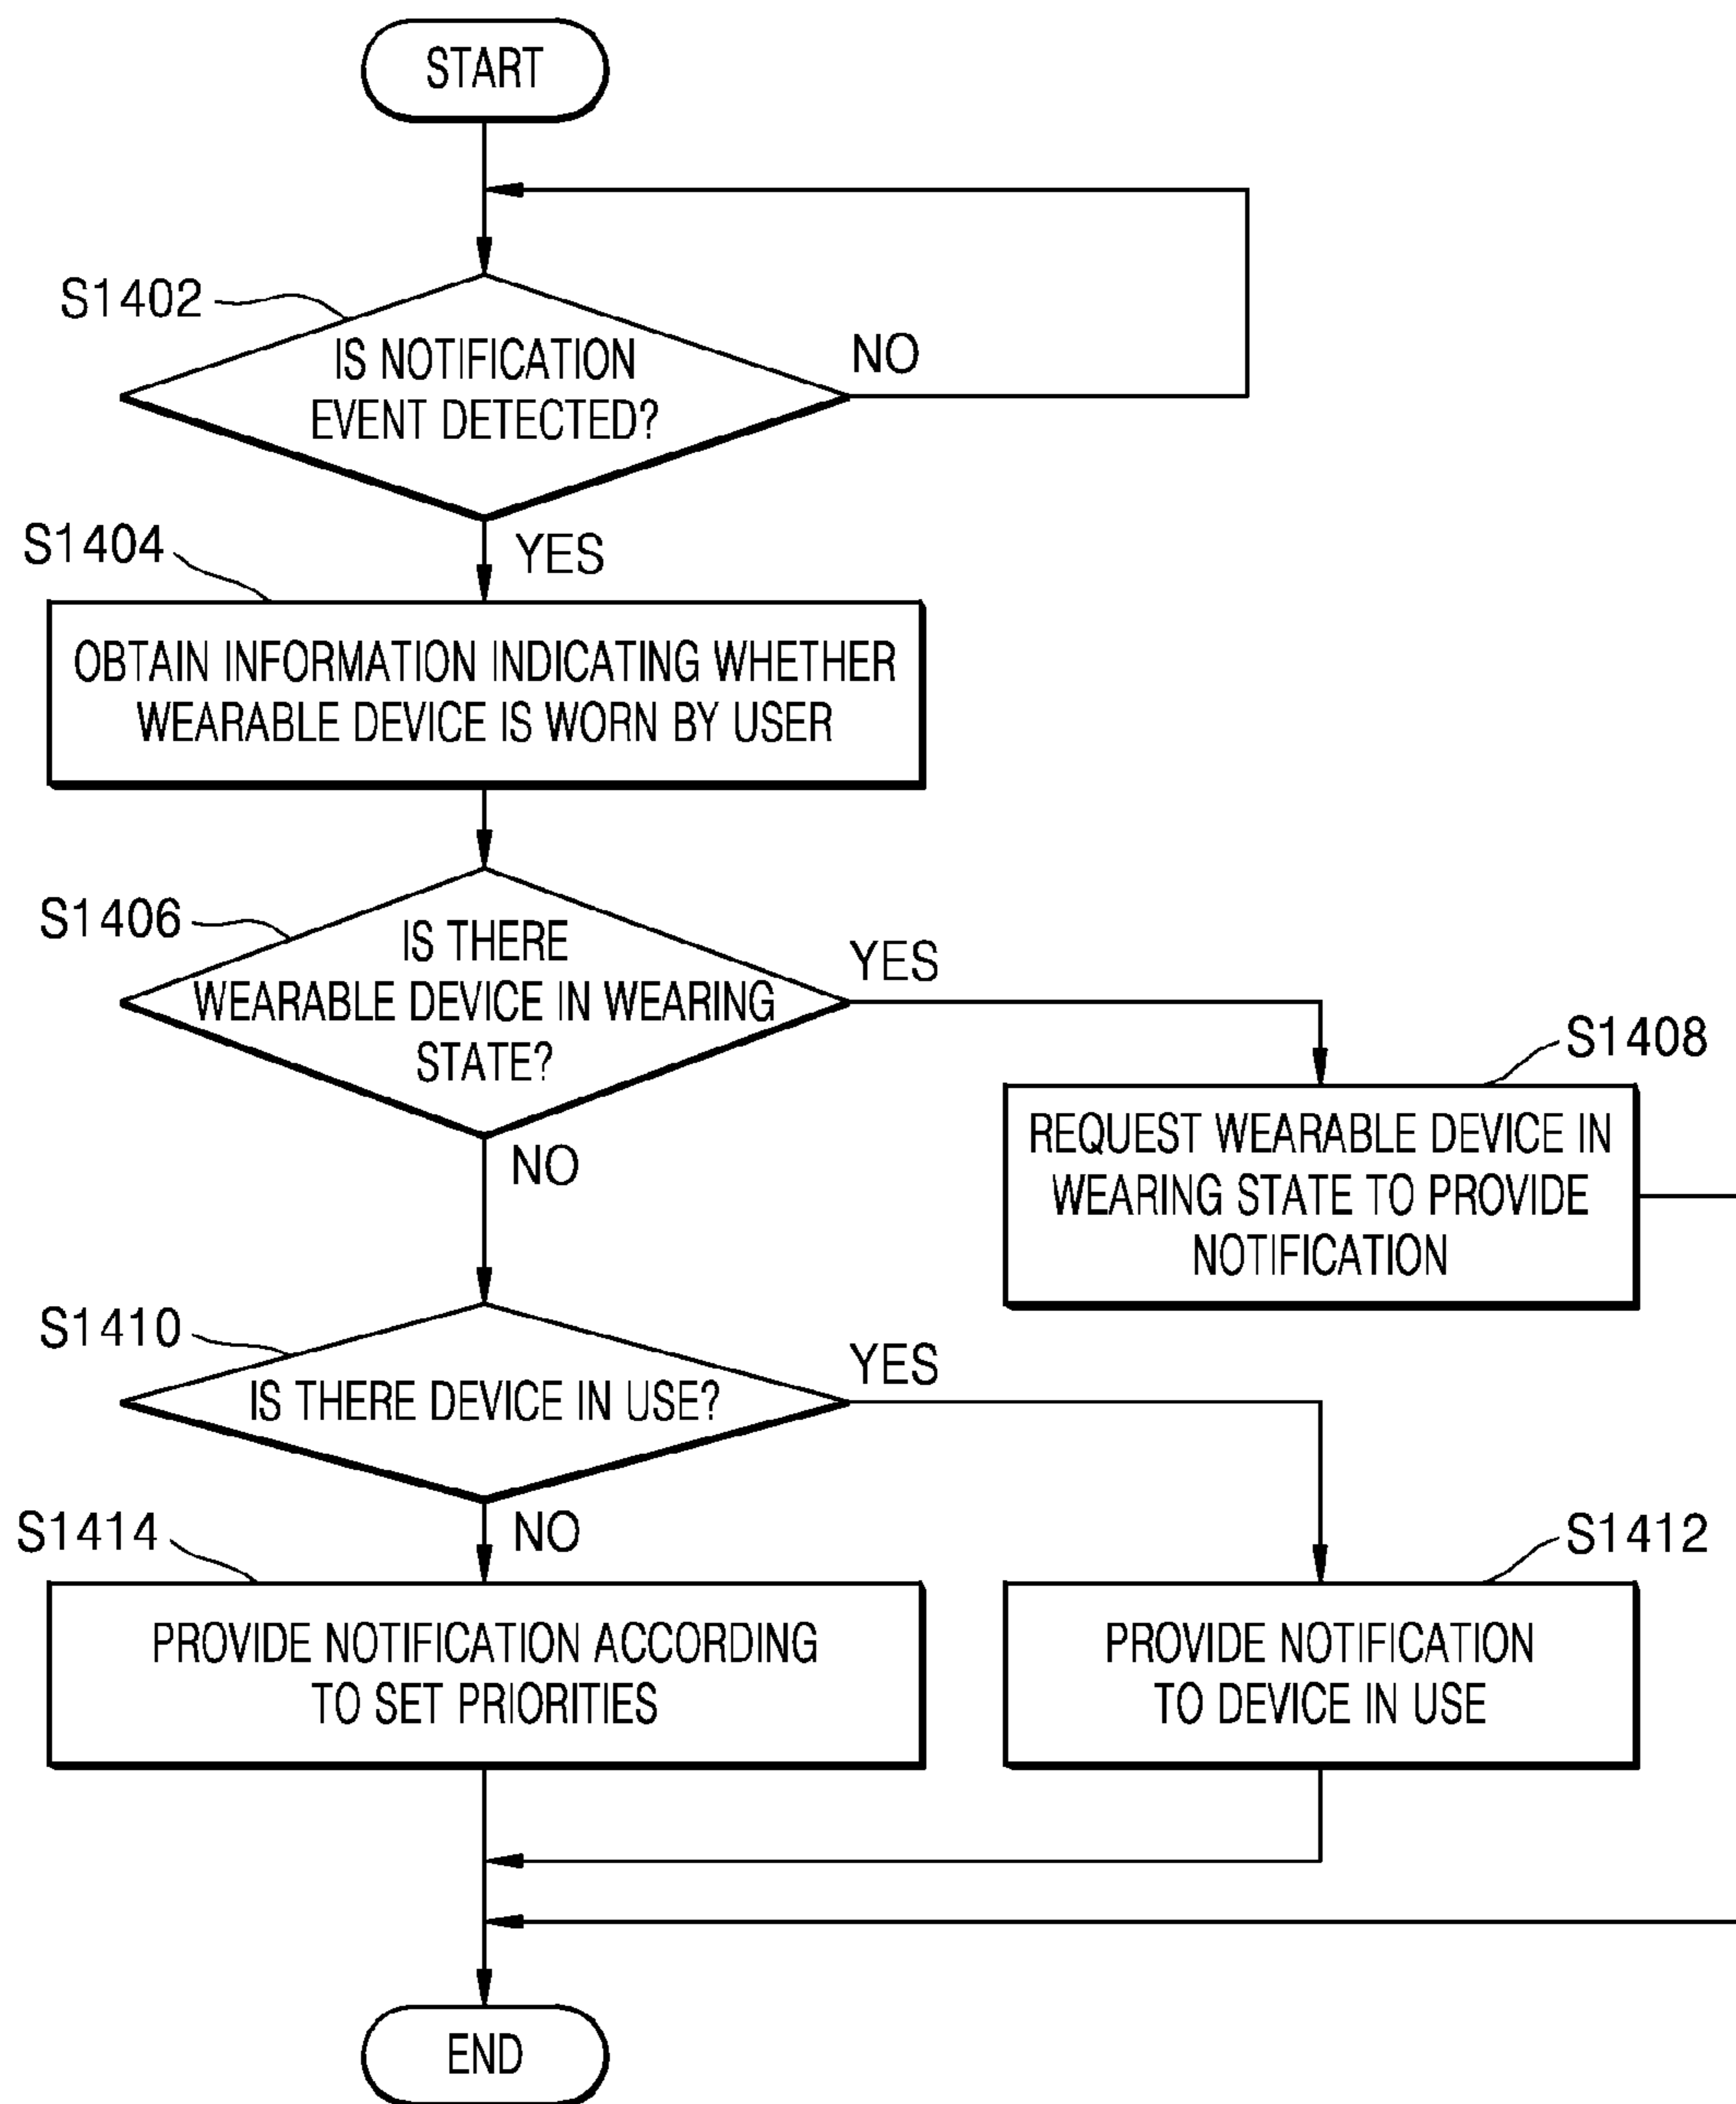 START
S1402
IS NOTIFICATION
EVENT DETECTED?
NO
YES
S1404
OBTAIN INFORMATION INDICATING WHETHER
WEARABLE DEVICE IS WORN BY USER
S1406
IS THERE
WEARABLE DEVICE IN WEARING
STATE?
YES
NO
S1408
REQUEST WEARABLE DEVICE IN
WEARING STATE TO PROVIDE
NOTIFICATION
S1410
IS THERE DEVICE IN USE?
YES
NO
S1414
PROVIDE NOTIFICATION ACCORDING
TO SET PRIORITIES
S1412
PROVIDE NOTIFICATION
TO DEVICE IN USE
END